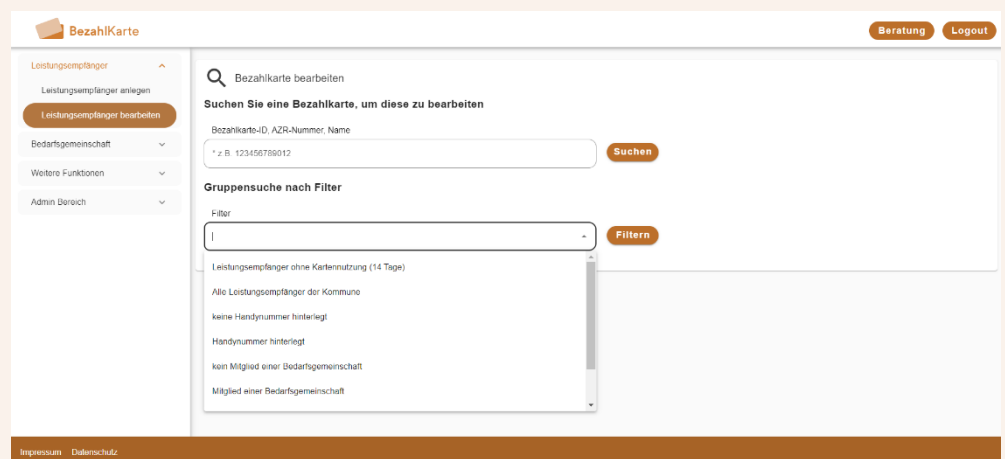 BezahlKarte
Beratung
Logout
Leistungsempfänger
Leistungsempfänger anlegen
Leistungsempfänger bearbeiten
Bedarfsgemeinschaft
Weitere Funktionen
Admin Bereich
Bezahlkarte bearbeiten
Suchen Sie eine Bezahlkarte, um diese zu bearbeiten
Bezahlkarte-ID, AZR-Nummer, Name
* z.B. 123456789012
Suchen
Gruppensuche nach Filter
Filter
Filtern
Leistungsempfänger ohne Kartennutzung (14 Tage)
Alle Leistungsempfänger der Kommune
keine Handynummer hinterlegt
Handynummer hinterlegt
kein Mitglied einer Bedarfsgemeinschaft
Mitglied einer Bedarfsgemeinschaft
Impressum Datenschutz